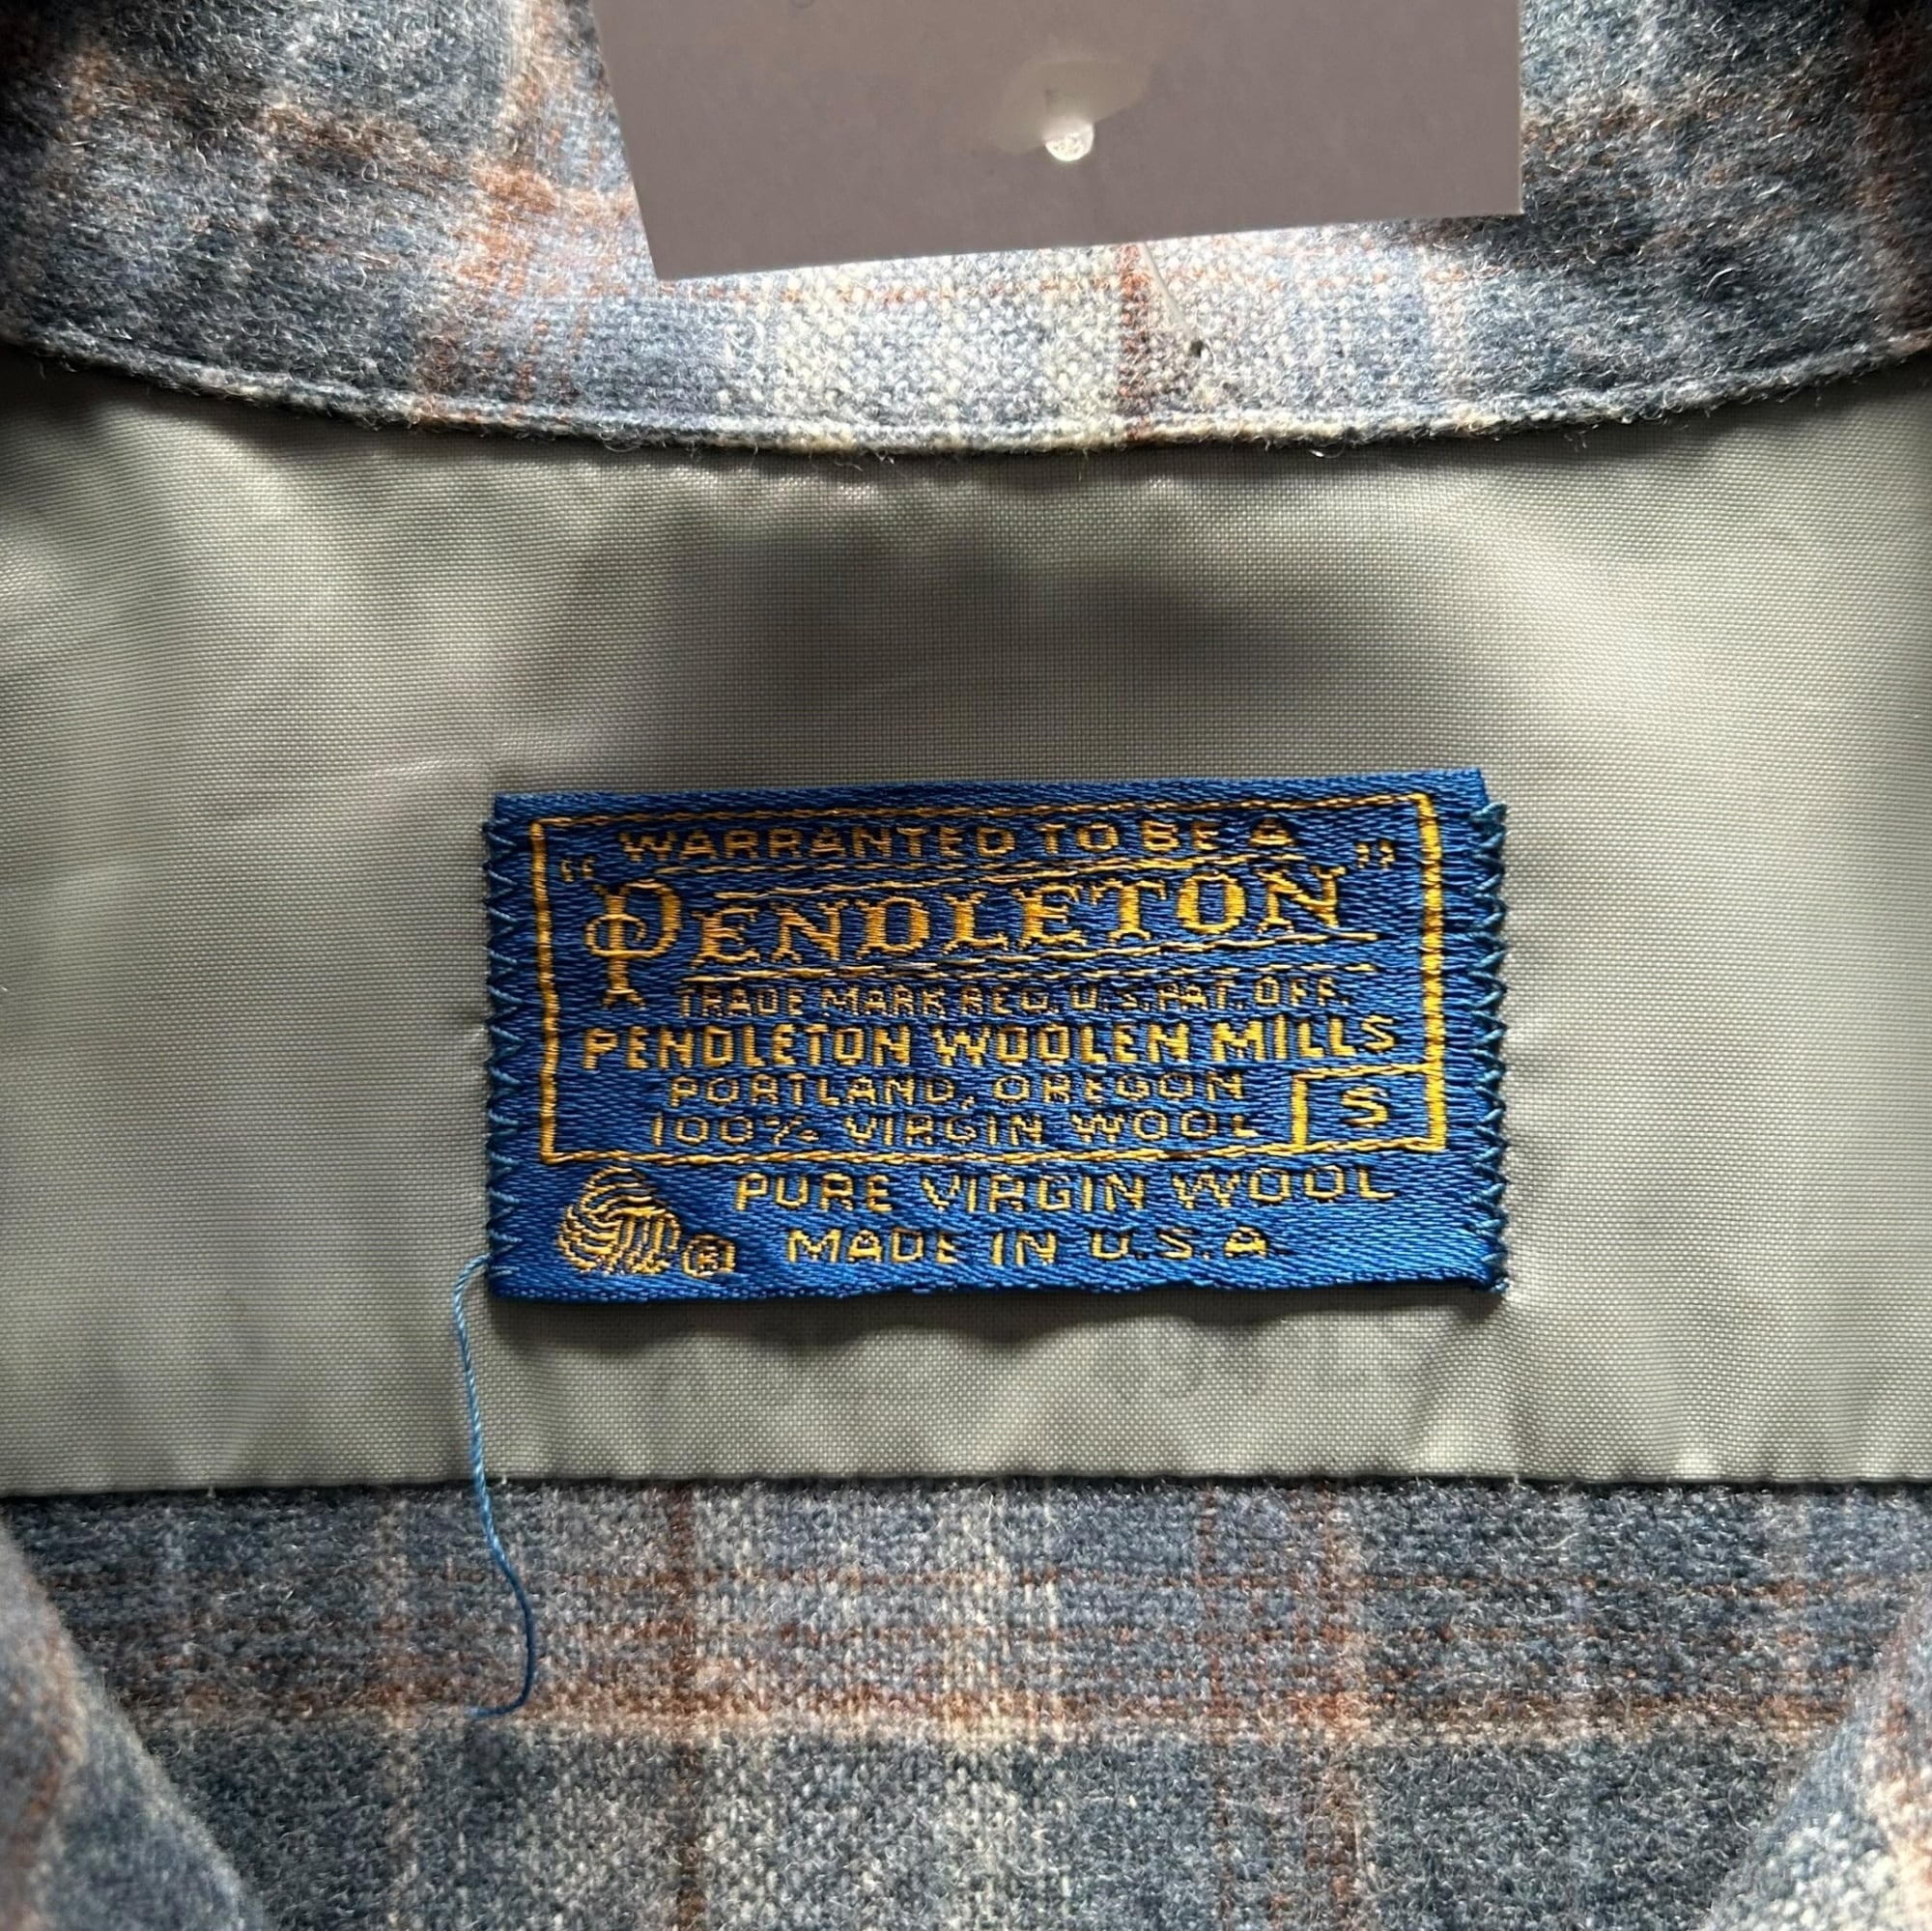 WARRANTED TO BE A
"PENDLETON"
TRADE MARK REG. U.S. PAT. OFF.
PENDLETON WOOLEN MILLS
PORTLAND, OREGON
100% VIRGIN WOOL S
PURE VIRGIN WOOL
® MADE IN U.S.A.